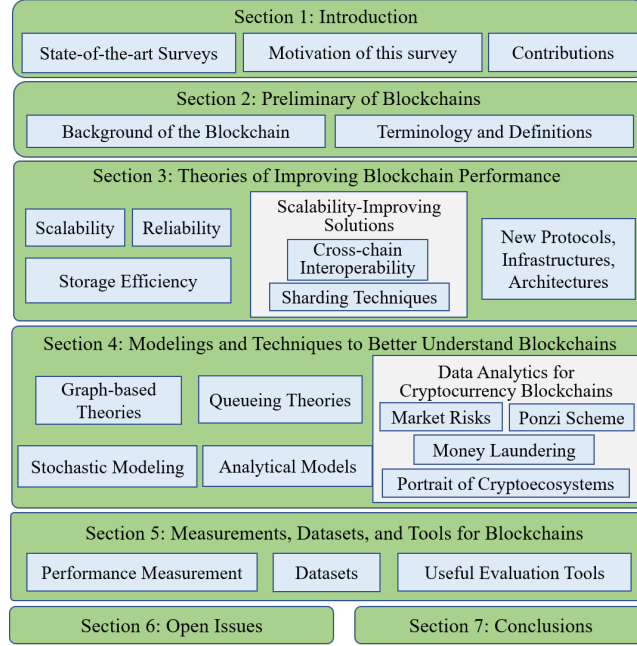 Section 1: Introduction
State-of-the-art Surveys
Motivation of this survey
Contributions
Section 2: Preliminary of Blockchains
Background of the Blockchain
Terminology and Definitions
Section 3: Theories of Improving Blockchain Performance
Scalability
Reliability
Storage Efficiency
Scalability-Improving
Solutions
Cross-chain
Interoperability
Sharding Techniques
New Protocols,
Infrastructures,
Architectures
Section 4: Modelings and Techniques to Better Understand Blockchains
Graph-based
Theories
Queueing Theories
Stochastic Modeling
Analytical Models
Data Analytics for
Cryptocurrency Blockchains
Market Risks
Ponzi Scheme
Money Laundering
Portrait of Cryptoecosystems
Section 5: Measurements, Datasets, and Tools for Blockchains
Performance Measurement
Datasets
Useful Evaluation Tools
Section 6: Open Issues
Section 7: Conclusions